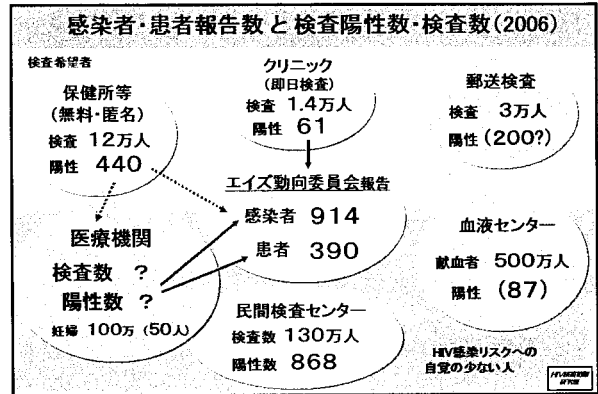 感染者・患者報告数 と 検査陽性数・検査数(2006)
検査希望者
保健所等
(無料・匿名)
検査 12万人
陽性 440
クリニック
(即日検査)
検査 1.4万人
陽性 61
郵送検査
検査 3万人
陽性 (200?)
エイズ動向委員会報告
感染者 914
患者 390
医療機関
検査数 ?
陽性数 ?
妊婦 100万 (50人)
民間検査センター
検査数 130万人
陽性数 868
血液センター
献血者 500万人
陽性 (87)
HIV感染リスクへの
自覚の少ない人